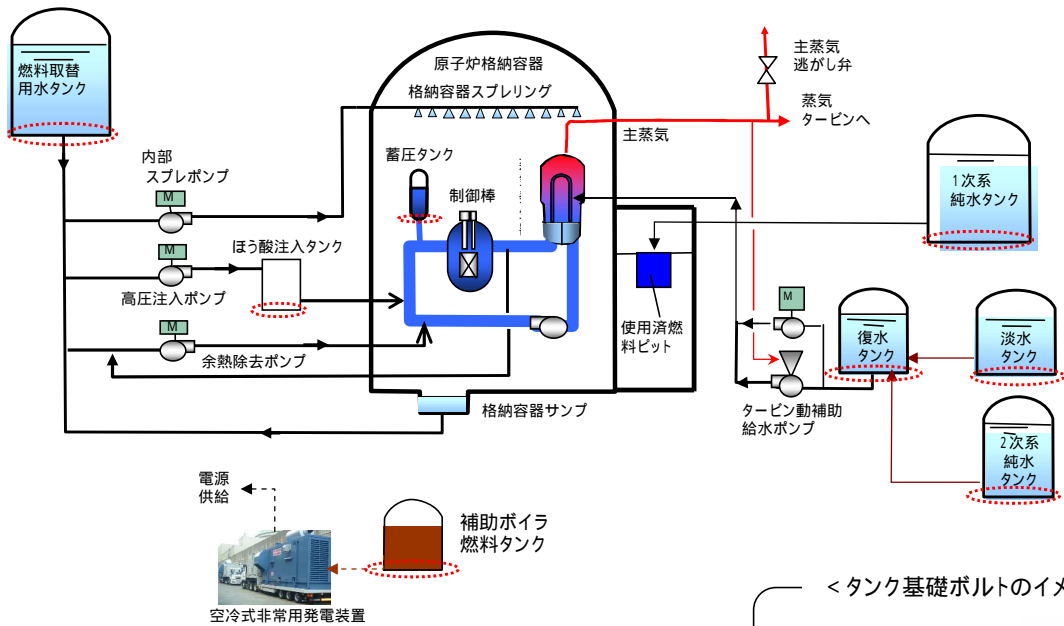 燃料取替
用水タンク
原子炉格納容器
格納容器スプレリング
主蒸気
逃がし弁
蒸気
タービンへ
主蒸気
内部
スプレポンプ
M
蓄圧タンク
制御棒
1次系
純水タンク
ほう酸注入タンク
M
高圧注入ポンプ
M
余熱除去ポンプ
使用済燃
料ピット
M
復水
タンク
淡水
タンク
タービン動補助
給水ポンプ
格納容器サンプ
2次系
純水
タンク
電源
供給
補助ボイラ
燃料タンク
空冷式非常用発電装置
<タンク基礎ボルトのイメ